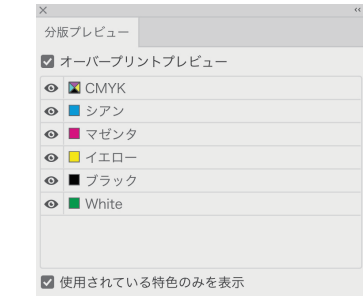 分版プレビュー
オーバープリントプレビュー
CMYK
シアン
マゼンタ
イエロー
ブラック
White
使用されている特色のみを表示